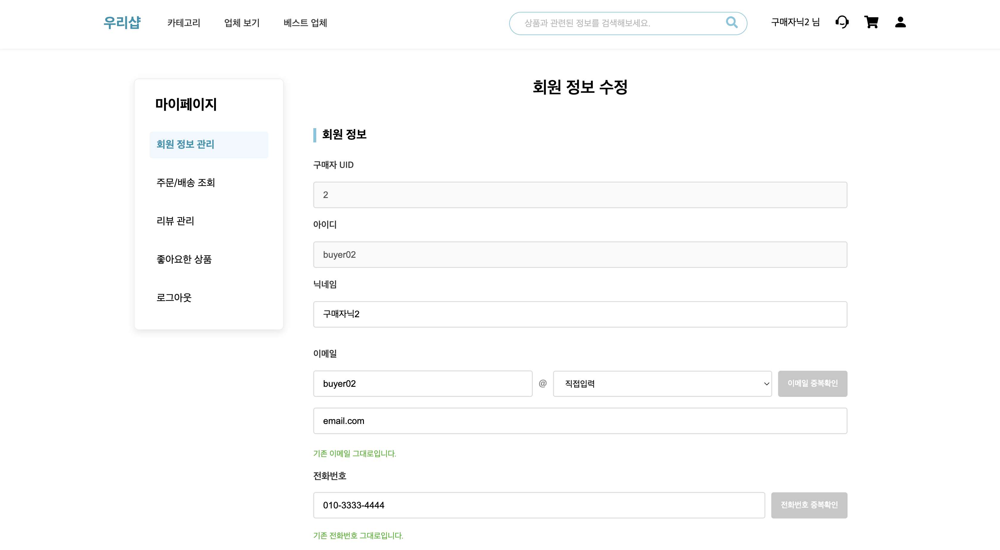 우리샵 카테고리 업체 보기 베스트 업체 상품과 관련된 정보를 검색해보세요. 구매자닉2 님
마이페이지
회원 정보 관리
주문/배송 조회
리뷰 관리
좋아요한 상품
로그아웃
회원 정보 수정
회원 정보
구매자 UID
2
아이디
buyer02
닉네임
구매자닉2
이메일
buyer02 @ 직접입력 이메일 중복확인
email.com
기존 이메일 그대로입니다.
전화번호
010-3333-4444 전화번호 중복확인
기존 전화번호 그대로입니다.